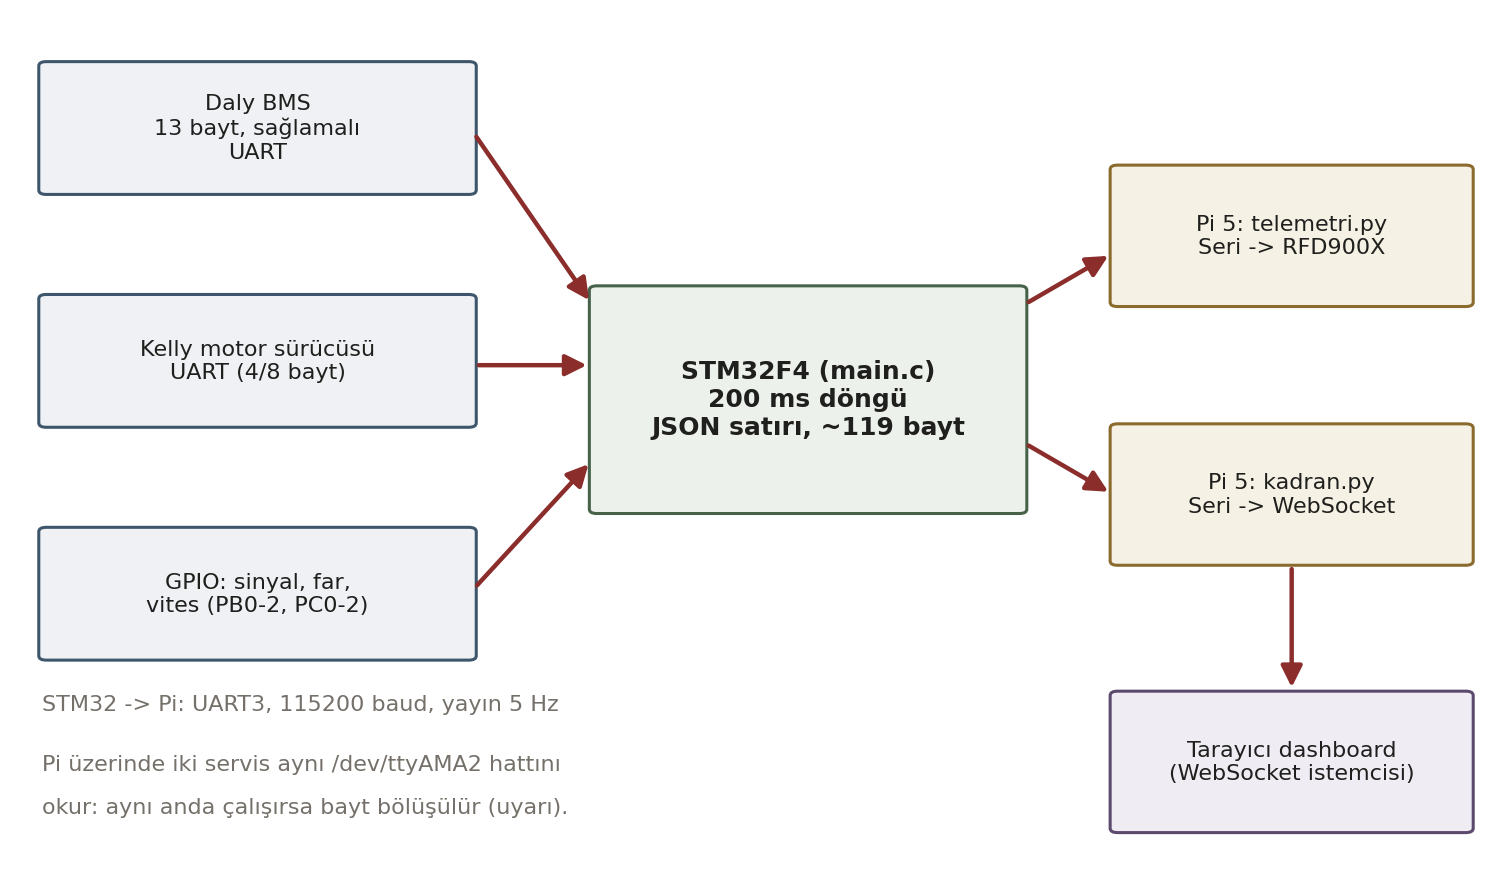 Daly BMS
13 bayt, sağlamalı
UART
Kelly motor sürücüsü
UART (4/8 bayt)
GPIO: sinyal, far,
vites (PB0-2, PC0-2)
STM32F4 (main.c)
200 ms döngü
JSON satırı, ~119 bayt
Pi 5: telemetri.py
Seri -> RFD900X
Pi 5: kadran.py
Seri -> WebSocket
Tarayıcı dashboard
(WebSocket istemcisi)
STM32 -> Pi: UART3, 115200 baud, yayın 5 Hz
Pi üzerinde iki servis aynı /dev/ttyAMA2 hattını
okur: aynı anda çalışırsa bayt bölüşülür (uyarı).